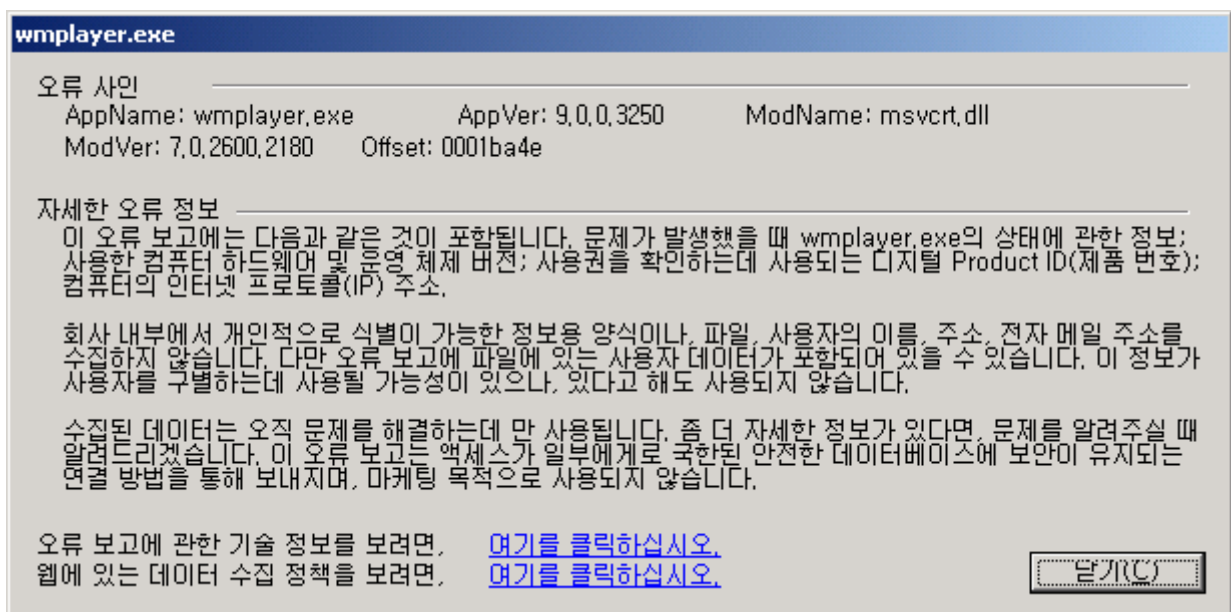 wmplayer.exe
오류 사인
AppName: wmplayer.exe AppVer: 9.0.0.3250 ModName: msvcrt.dll
ModVer: 7.0.2600.2180 Offset: 0001ba4e
자세한 오류 정보
이 오류 보고에는 다음과 같은 것이 포함됩니다. 문제가 발생했을 때 wmplayer.exe의 상태에 관한 정보;
사용한 컴퓨터 하드웨어 및 운영 체제 버전; 사용권을 확인하는데 사용되는 디지털 Product ID(제품 번호);
컴퓨터의 인터넷 프로토콜(IP) 주소.
회사 내부에서 개인적으로 식별이 가능한 정보용 양식이나, 파일, 사용자의 이름, 주소, 전자 메일 주소를
수집하지 않습니다. 다만 오류 보고에 파일에 있는 사용자 데이터가 포함되어 있을 수 있습니다. 이 정보가
사용자를 구별하는데 사용될 가능성이 있으나, 있다고 해도 사용되지 않습니다.
수집된 데이터는 오직 문제를 해결하는데 만 사용됩니다. 좀 더 자세한 정보가 있다면, 문제를 알려주실 때
알려드리겠습니다. 이 오류 보고는 액세스가 일부에게로 국한된 안전한 데이터베이스에 보안이 유지되는
연결 방법을 통해 보내지며, 마케팅 목적으로 사용되지 않습니다.
오류 보고에 관한 기술 정보를 보려면, 여기를 클릭하십시오.
웹에 있는 데이터 수집 정책을 보려면, 여기를 클릭하십시오.
닫기(C)